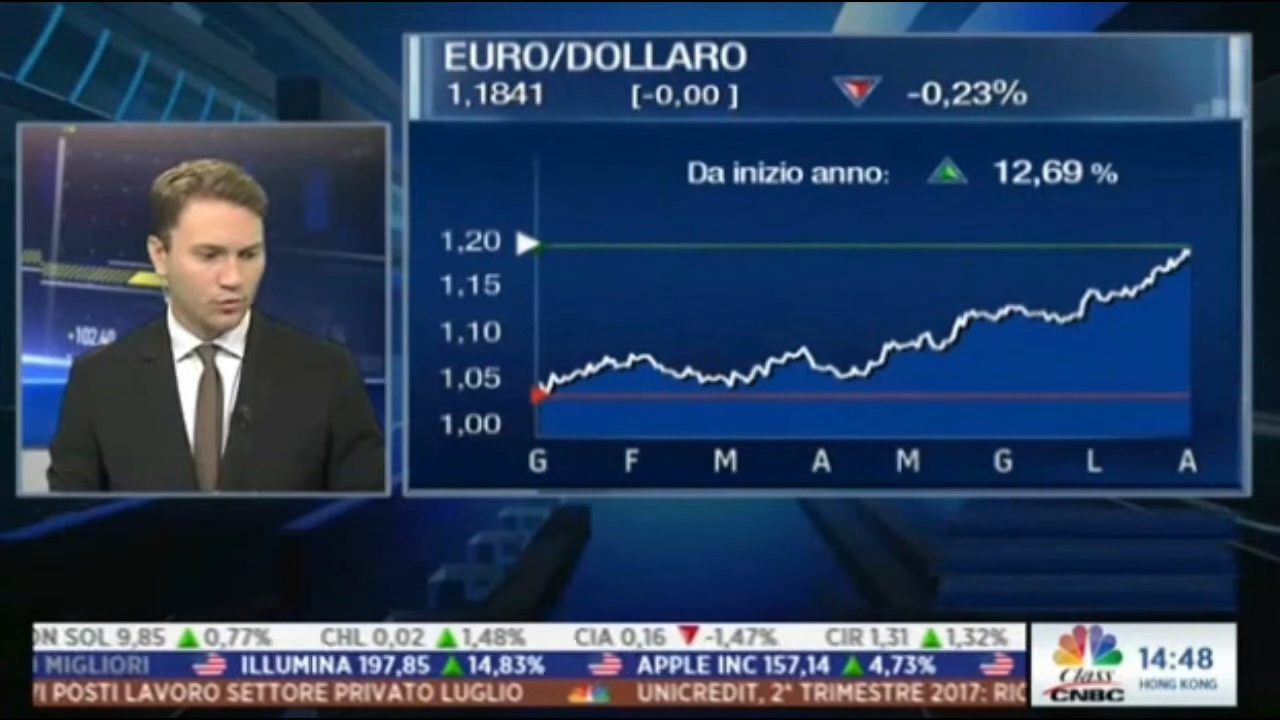 EURO/DOLLARO
1,1841 [-0,00 ] -0,23%
Da inizio anno: 12,69 %
1,20
1,15
1,10
1,05
1,00
G F M A M G L A
+102.40
ON SOL 9,85 0,77% CHL 0,02 1,48% CIA 0,16 -1,47% CIR 1,31 1,32%
MIGLIORI ILLUMINA 197,85 14,83% APPLE INC 157,14 4,73%
POSTI LAVORO SETTORE PRIVATO LUGLIO UNICREDIT, 2° TRIMESTRE 2017:
Class
CNBC
14:48
HONG KONG